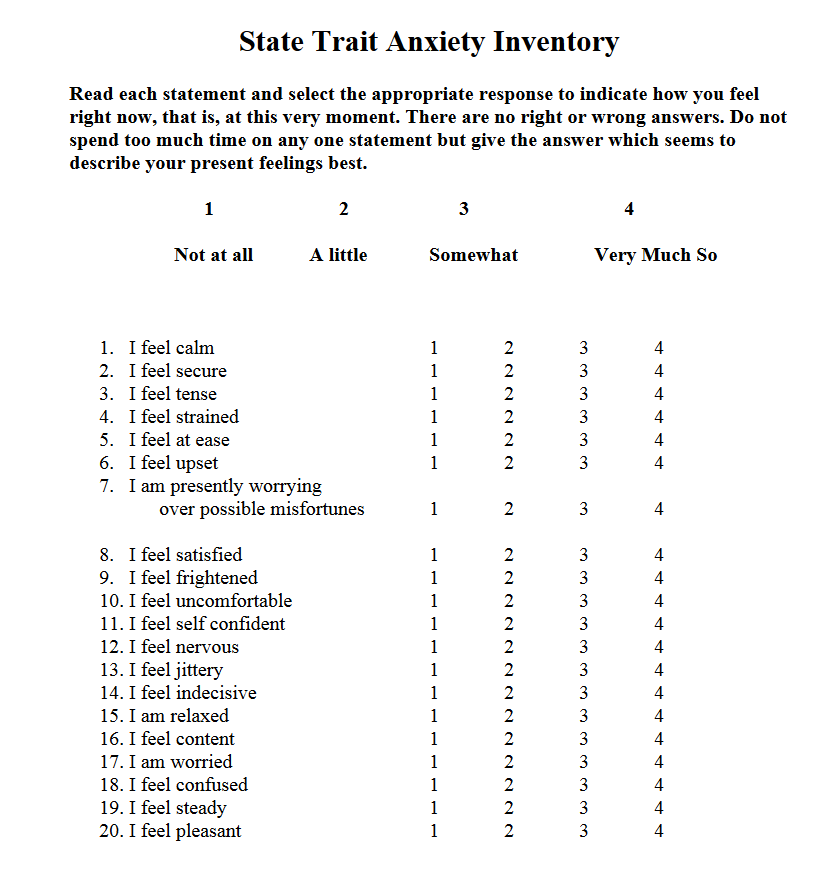 State Trait Anxiety Inventory
Read each statement and select the appropriate response to indicate how you feel
right now, that is, at this very moment. There are no right or wrong answers. Do not
spend too much time on any one statement but give the answer which seems to
describe your present feelings best.
1 2 3 4
Not at all A little Somewhat Very Much So
1. I feel calm 1 2 3 4
2. I feel secure 1 2 3 4
3. I feel tense 1 2 3 4
4. I feel strained 1 2 3 4
5. I feel at ease 1 2 3 4
6. I feel upset 1 2 3 4
7. I am presently worrying
over possible misfortunes 1 2 3 4
8. I feel satisfied 1 2 3 4
9. I feel frightened 1 2 3 4
10. I feel uncomfortable 1 2 3 4
11. I feel self confident 1 2 3 4
12. I feel nervous 1 2 3 4
13. I feel jittery 1 2 3 4
14. I feel indecisive 1 2 3 4
15. I am relaxed 1 2 3 4
16. I feel content 1 2 3 4
17. I am worried 1 2 3 4
18. I feel confused 1 2 3 4
19. I feel steady 1 2 3 4
20. I feel pleasant 1 2 3 4